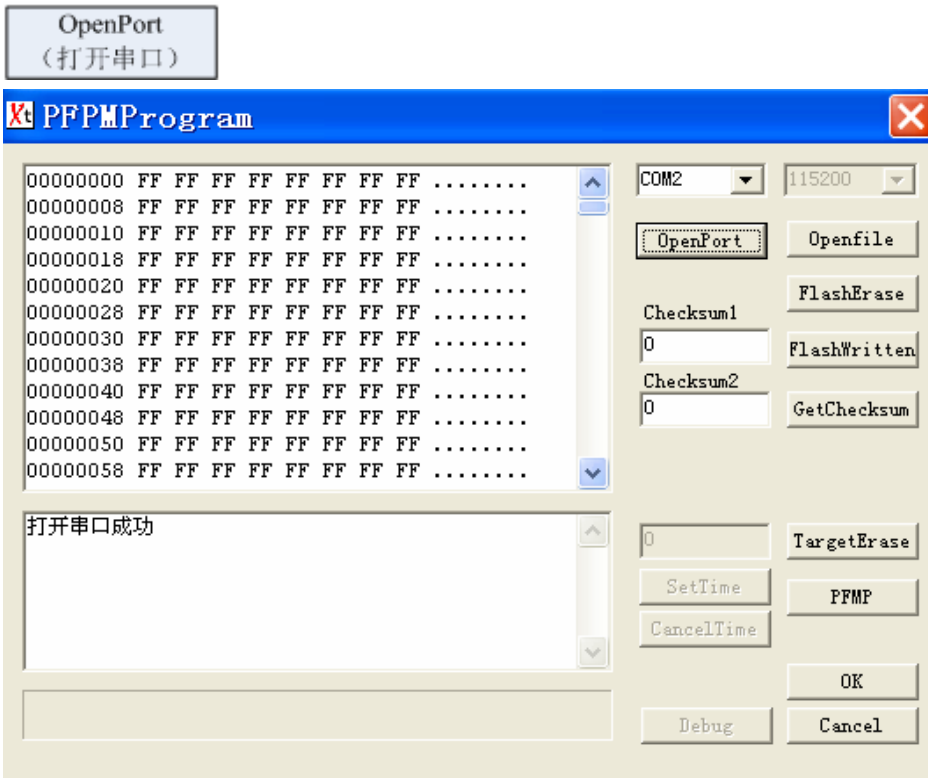 OpenPort
（打开串口）
Xt PFPMProgram
00000000 FF FF FF FF FF FF FF FF ........
00000008 FF FF FF FF FF FF FF FF ........
00000010 FF FF FF FF FF FF FF FF ........
00000018 FF FF FF FF FF FF FF FF ........
00000020 FF FF FF FF FF FF FF FF ........
00000028 FF FF FF FF FF FF FF FF ........
00000030 FF FF FF FF FF FF FF FF ........
00000038 FF FF FF FF FF FF FF FF ........
00000040 FF FF FF FF FF FF FF FF ........
00000048 FF FF FF FF FF FF FF FF ........
00000050 FF FF FF FF FF FF FF FF ........
00000058 FF FF FF FF FF FF FF FF ........
COM2
115200
OpenPort
Openfile
FlashErase
Checksum1
0
FlashWritten
Checksum2
0
GetChecksum
打开串口成功
0
TargetErase
SetTime
PFMP
CancelTime
OK
Debug
Cancel